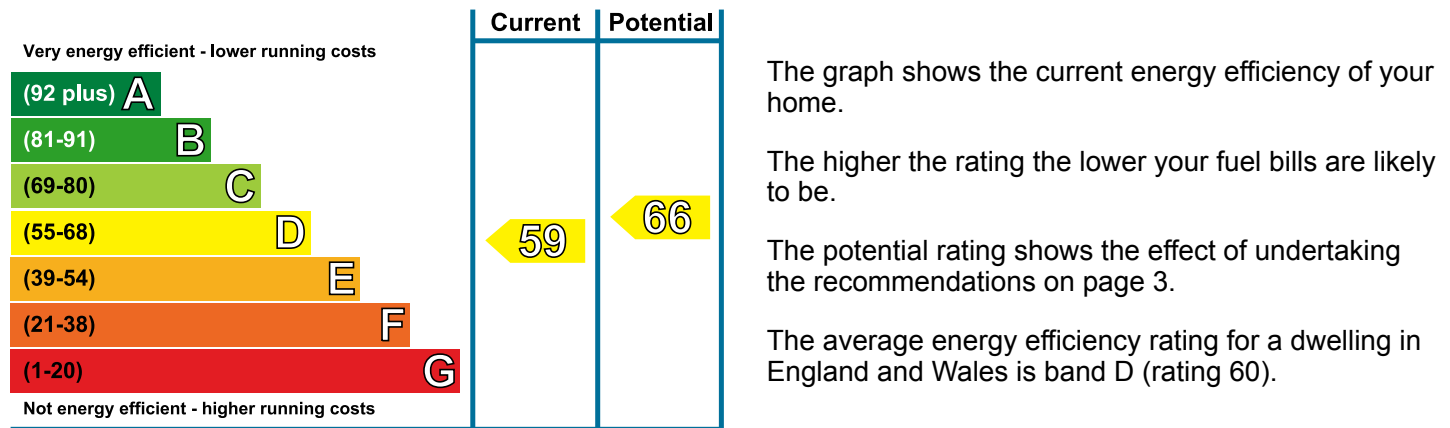 Current Potential
Very energy efficient - lower running costs
(92 plus) A
(81-91) B
(69-80) C
(55-68) D
(39-54) E
(21-38) F
(1-20) G
Not energy efficient - higher running costs
59
66
The graph shows the current energy efficiency of your
home.
The higher the rating the lower your fuel bills are likely
to be.
The potential rating shows the effect of undertaking
the recommendations on page 3.
The average energy efficiency rating for a dwelling in
England and Wales is band D (rating 60).